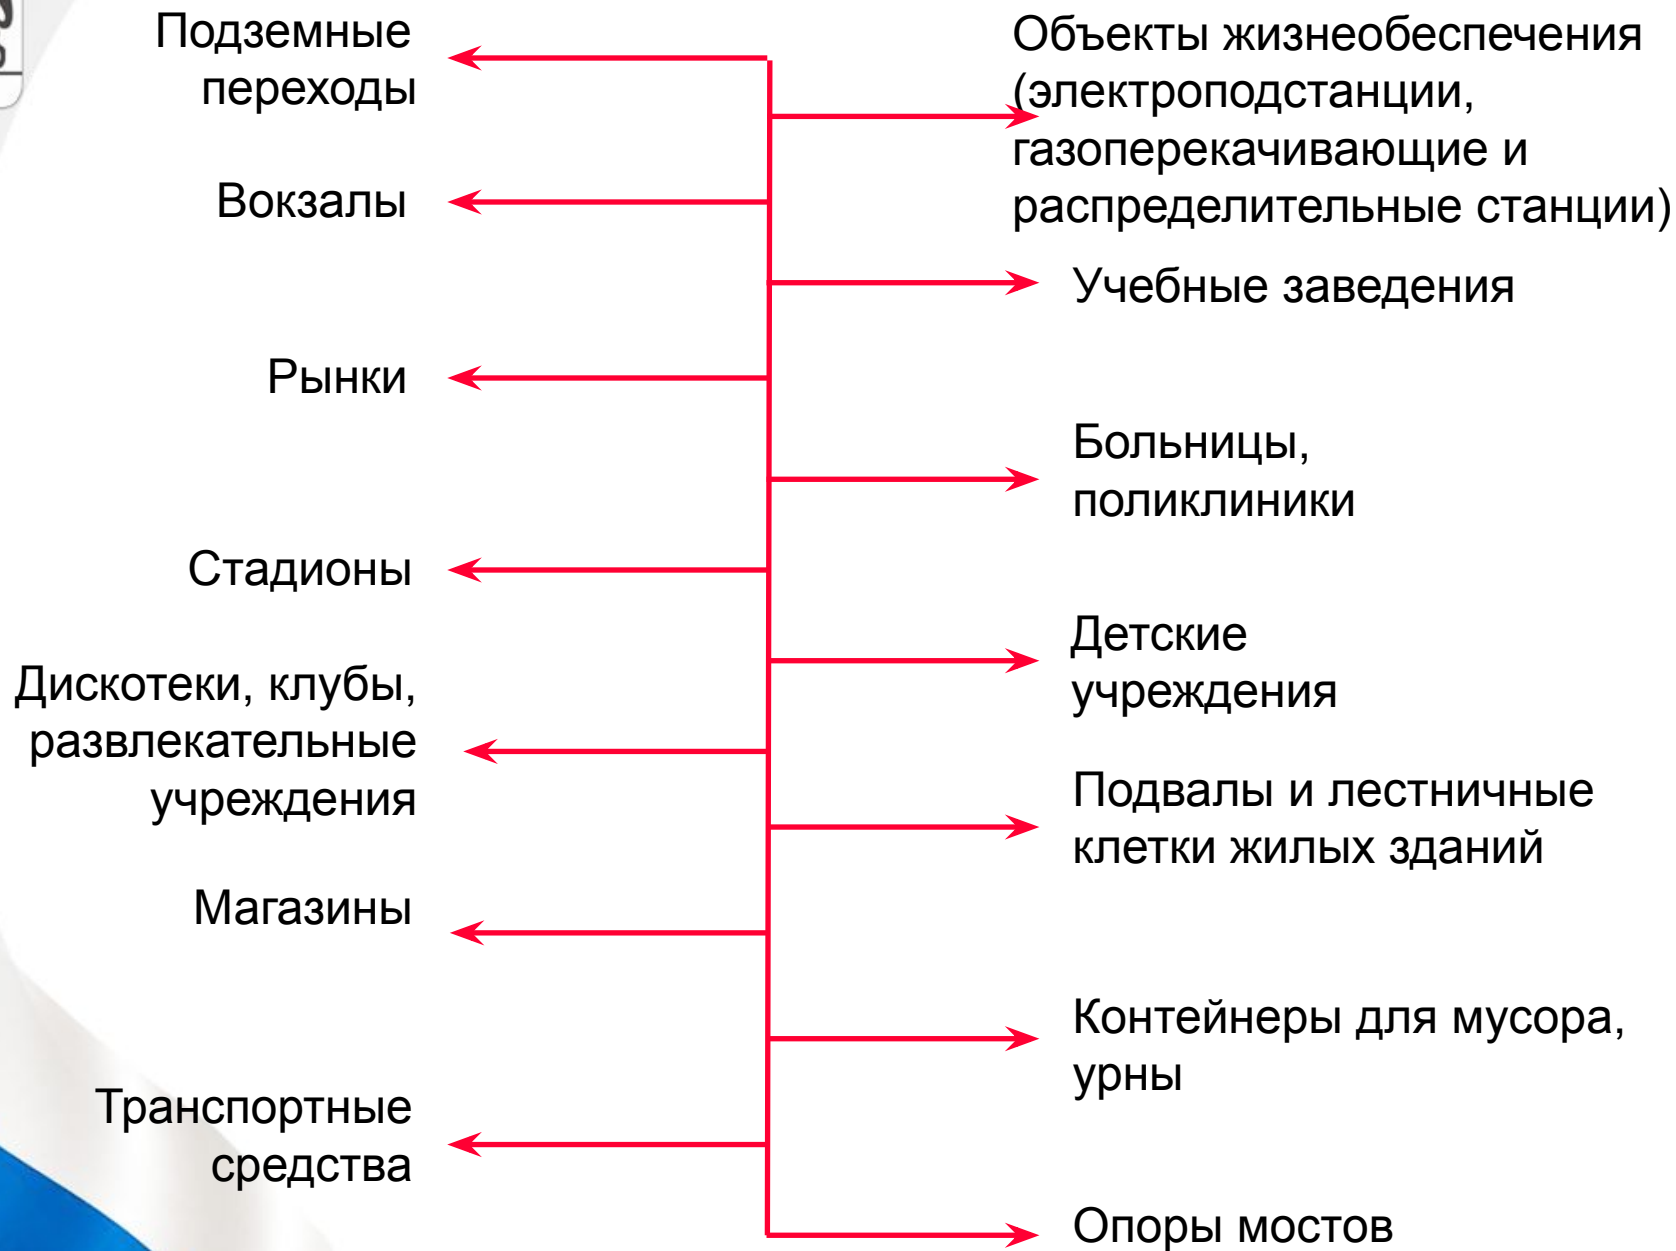 Подземные
переходы
Вокзалы
Рынки
Стадионы
Дискотеки, клубы,
развлекательные
учреждения
Магазины
Транспортные
средства
Объекты жизнеобеспечения
(электроподстанции,
газоперекачивающие и
распределительные станции)
Учебные заведения
Больницы,
поликлиники
Детские
учреждения
Подвалы и лестничные
клетки жилых зданий
Контейнеры для мусора,
урны
Опоры мостов